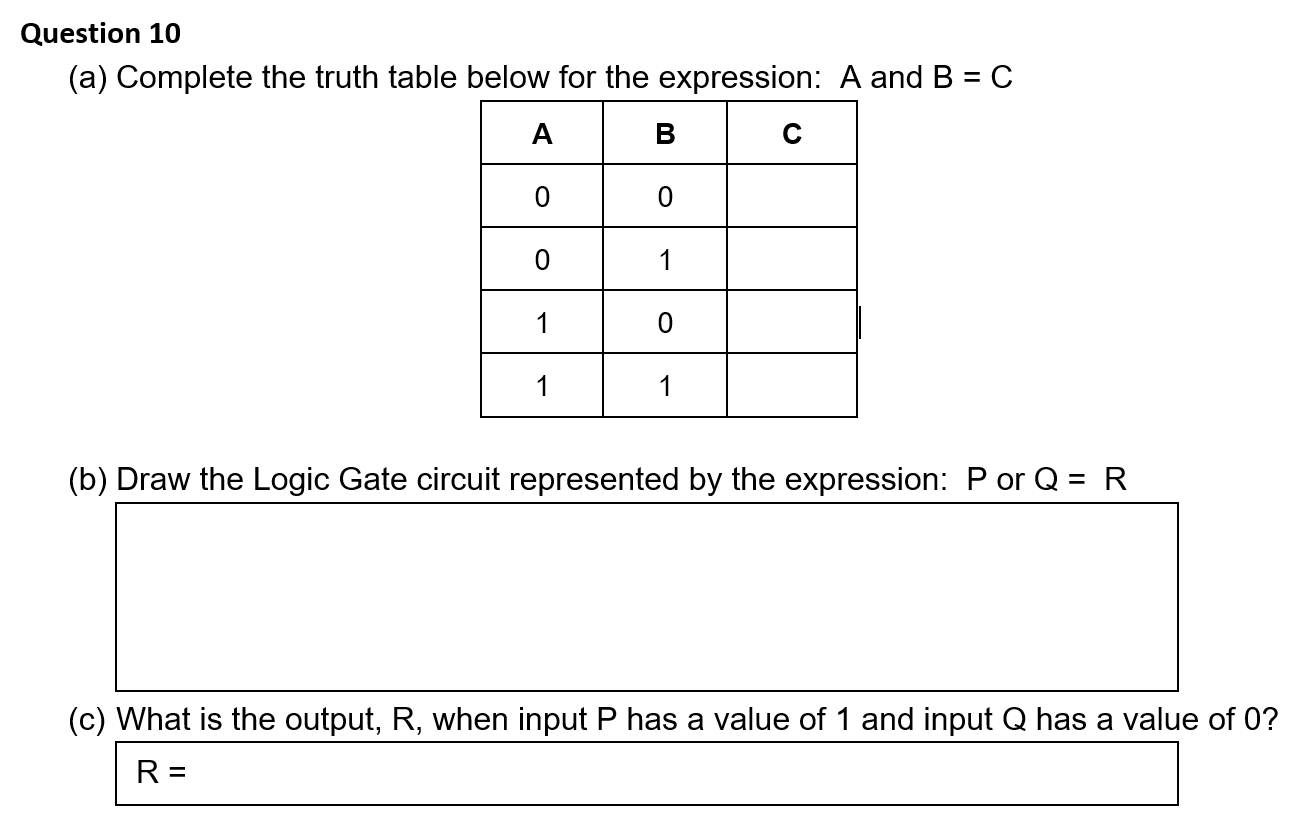 Question 10
(a) Complete the truth table below for the expression: A and B = C
A B C
0 0
0 1
1 0
1 1
(b) Draw the Logic Gate circuit represented by the expression: P or Q = R
(c) What is the output, R, when input P has a value of 1 and input Q has a value of 0?
R =